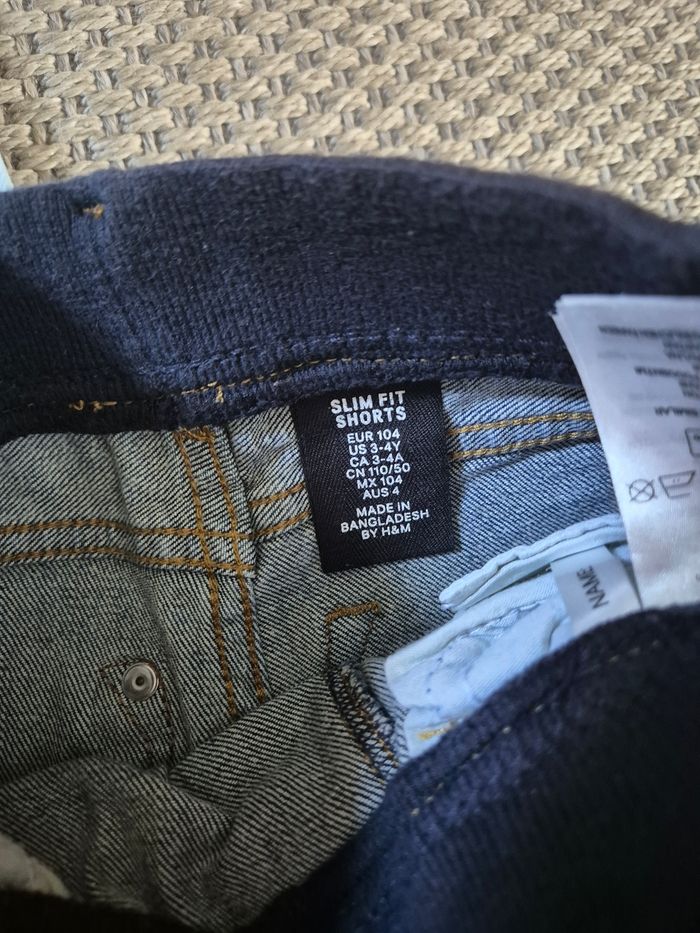 SLIM FIT
SHORTS
EUR 104
US 3-4Y
CA 3-4A
CN 110/50
MX 104
AUS 4
MADE IN
BANGLADESH
BY H&M
NAME